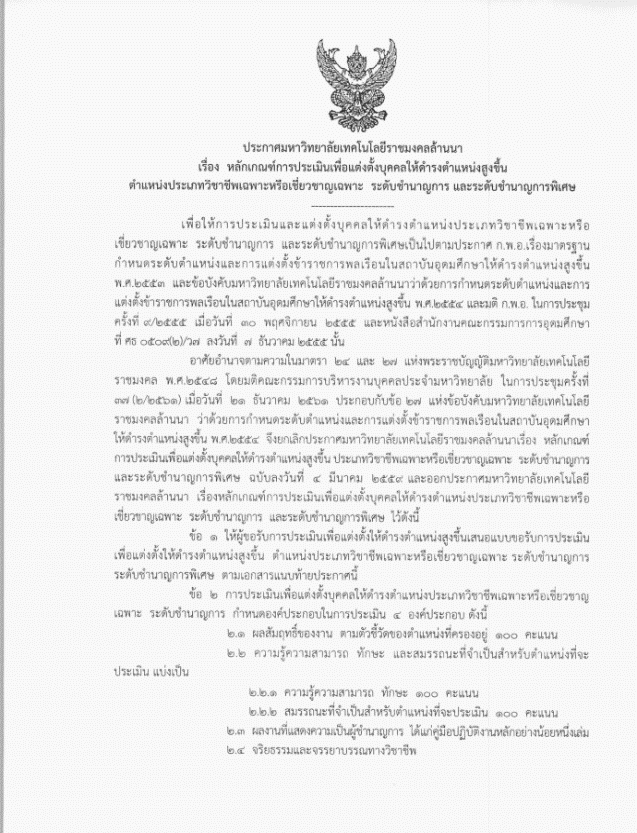 ประกาศมหาวิทยาลัยเทคโนโลยีราชมงคลล้านนา
เรื่อง หลักเกณฑ์การประเมินเพื่อแต่งตั้งบุคคลให้ดำรงตำแหน่งสูงขึ้น
ตำแหน่งประเภทวิชาชีพเฉพาะหรือเชี่ยวชาญเฉพาะ ระดับชำนาญการ และระดับชำนาญการพิเศษ
เพื่อให้การประเมินและแต่งตั้งบุคคลให้ดำรงตำแหน่งประเภทวิชาชีพเฉพาะหรือ
เชี่ยวชาญเฉพาะ ระดับชำนาญการ และระดับชำนาญการพิเศษเป็นไปตามประกาศ ก.พ.อ.เรื่องมาตรฐาน
กำหนดระดับตำแหน่งและการแต่งตั้งข้าราชการพลเรือนในสถาบันอุดมศึกษาให้ดำรงตำแหน่งสูงขึ้น
พ.ศ.๒๕๕๓ และข้อบังคับมหาวิทยาลัยเทคโนโลยีราชมงคลล้านนาว่าด้วยการกำหนดระดับตำแหน่งและการ
แต่งตั้งข้าราชการพลเรือนในสถาบันอุดมศึกษาให้ดำรงตำแหน่งสูงขึ้น พ.ศ.๒๕๕๔ และมติ ก.พ.อ. ในการประชุม
ครั้งที่ ๙/๒๕๕๕ เมื่อวันที่ ๓๐ พฤศจิกายน ๒๕๕๕ และหนังสือสำนักงานคณะกรรมการการอุดมศึกษา
ที่ ศธ ๐๕๐๙(๒)/ว๗ ลงวันที่ ๗ ธันวาคม ๒๕๕๕ นั้น
อาศัยอำนาจตามความในมาตรา ๒๔ และ ๒๗ แห่งพระราชบัญญัติมหาวิทยาลัยเทคโนโลยี
ราชมงคล พ.ศ.๒๕๔๘ โดยมติคณะกรรมการบริหารงานบุคคลประจำมหาวิทยาลัย ในการประชุมครั้งที่
๓๗ (๒/๒๕๖๑) เมื่อวันที่ ๒๑ ธันวาคม ๒๕๖๑ ประกอบกับข้อ ๒๗ แห่งข้อบังคับมหาวิทยาลัยเทคโนโลยี
ราชมงคลล้านนา ว่าด้วยการกำหนดระดับตำแหน่งและการแต่งตั้งข้าราชการพลเรือนในสถาบันอุดมศึกษา
ให้ดำรงตำแหน่งสูงขึ้น พ.ศ.๒๕๕๔ จึงยกเลิกประกาศมหาวิทยาลัยเทคโนโลยีราชมงคลล้านนาเรื่อง หลักเกณฑ์
การประเมินเพื่อแต่งตั้งบุคคลให้ดำรงตำแหน่งสูงขึ้น ประเภทวิชาชีพเฉพาะหรือเชี่ยวชาญเฉพาะ ระดับชำนาญการ
และระดับชำนาญการพิเศษ ฉบับลงวันที่ ๔ มีนาคม ๒๕๕๙ และออกประกาศมหาวิทยาลัยเทคโนโลยี
ราชมงคลล้านนา เรื่องหลักเกณฑ์การประเมินเพื่อแต่งตั้งบุคคลให้ดำรงตำแหน่งประเภทวิชาชีพเฉพาะหรือ
เชี่ยวชาญเฉพาะ ระดับชำนาญการ และระดับชำนาญการพิเศษ ไว้ดังนี้
ข้อ ๑ ให้ผู้ขอรับการประเมินเพื่อแต่งตั้งให้ดำรงตำแหน่งสูงขึ้นเสนอแบบขอรับการประเมิน
เพื่อแต่งตั้งให้ดำรงตำแหน่งสูงขึ้น ตำแหน่งประเภทวิชาชีพเฉพาะหรือเชี่ยวชาญเฉพาะ ระดับชำนาญการ
ระดับชำนาญการพิเศษ ตามเอกสารแนบท้ายประกาศนี้
ข้อ ๒ การประเมินเพื่อแต่งตั้งบุคคลให้ดำรงตำแหน่งประเภทวิชาชีพเฉพาะหรือเชี่ยวชาญ
เฉพาะ ระดับชำนาญการ กำหนดองค์ประกอบในการประเมิน ๔ องค์ประกอบ ดังนี้
๒.๑ ผลสัมฤทธิ์ของงาน ตามตัวชี้วัดของตำแหน่งที่ครองอยู่ ๑๐๐ คะแนน
๒.๒ ความรู้ความสามารถ ทักษะ และสมรรถนะที่จำเป็นสำหรับตำแหน่งที่จะ
ประเมิน แบ่งเป็น
๒.๒.๑ ความรู้ความสามารถ ทักษะ ๑๐๐ คะแนน
๒.๒.๒ สมรรถนะที่จำเป็นสำหรับตำแหน่งที่จะประเมิน ๑๐๐ คะแนน
๒.๓ ผลงานที่แสดงความเป็นผู้ชำนาญการ ได้แก่คู่มือปฏิบัติงานหลักอย่างน้อยหนึ่งเล่ม
๒.๔ จริยธรรมและจรรยาบรรณทางวิชาชีพ